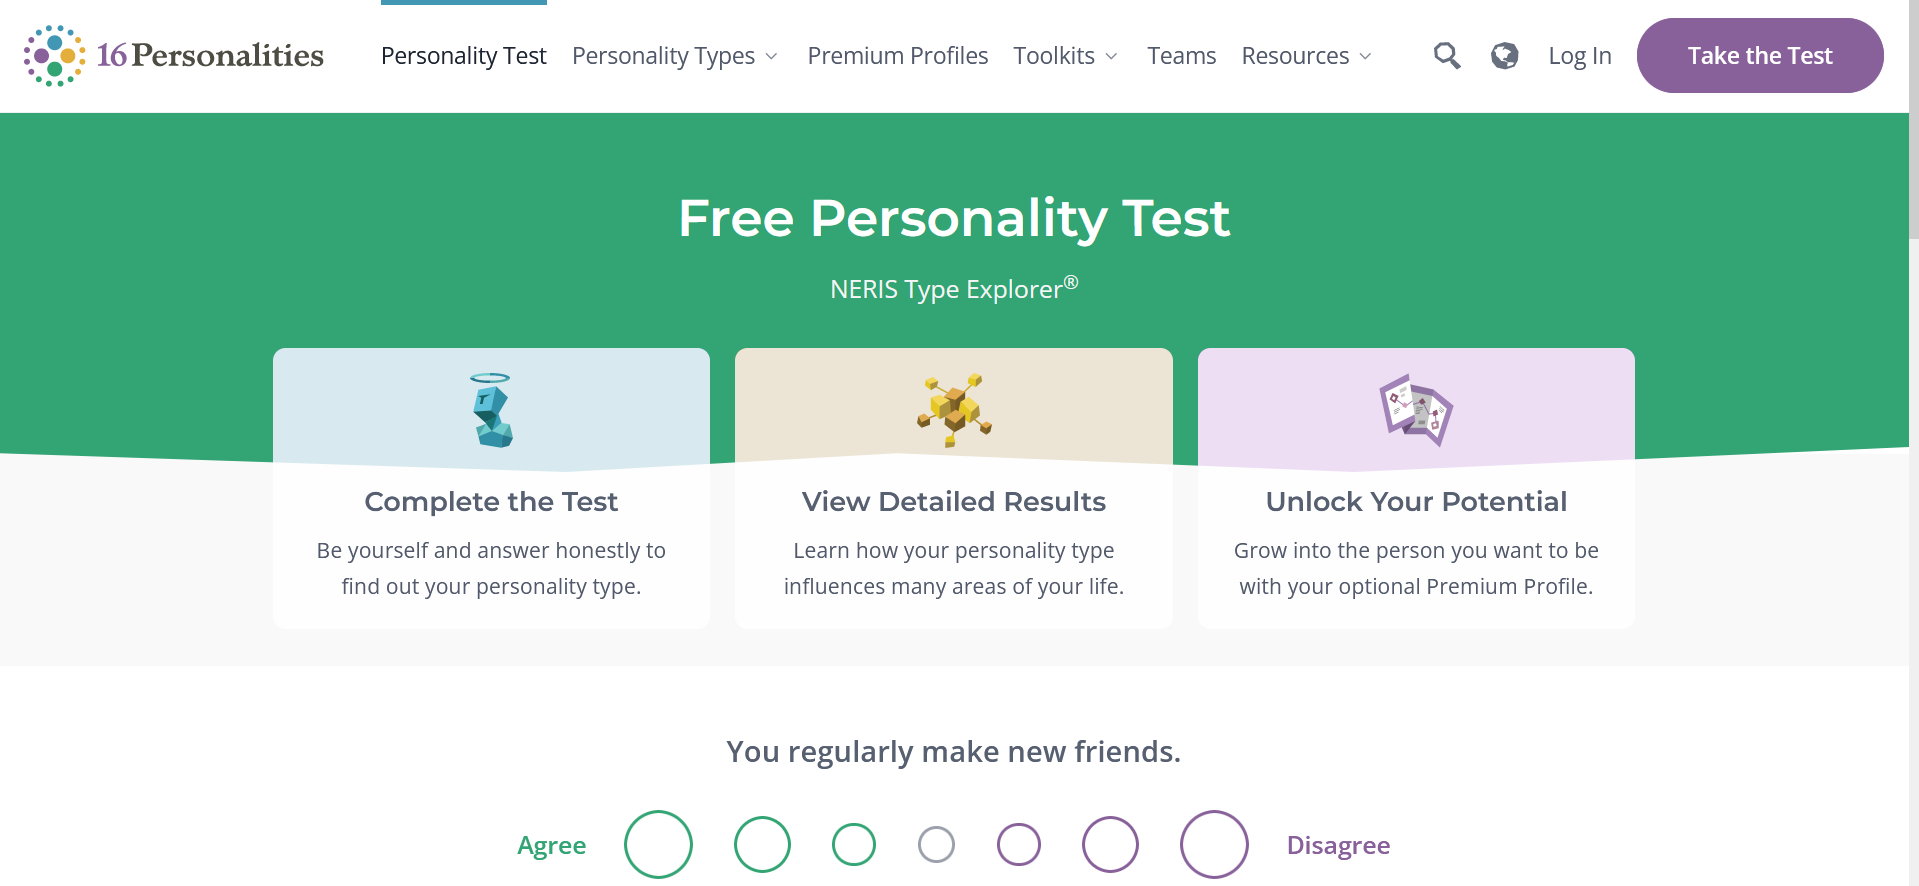 16Personalities
Personality Test Personality Types Premium Profiles Toolkits Teams Resources Log In Take the Test
Free Personality Test
NERIS Type Explorer®
T
Complete the Test
Be yourself and answer honestly to
find out your personality type.
View Detailed Results
Learn how your personality type
influences many areas of your life.
Unlock Your Potential
Grow into the person you want to be
with your optional Premium Profile.
You regularly make new friends.
Agree Disagree